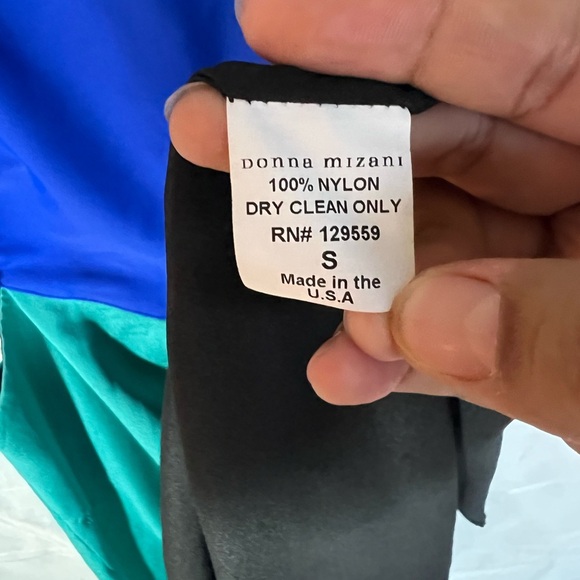 Donna mizani
100% NYLON
DRY CLEAN ONLY
RN# 129559
S
Made in the
U.S.A